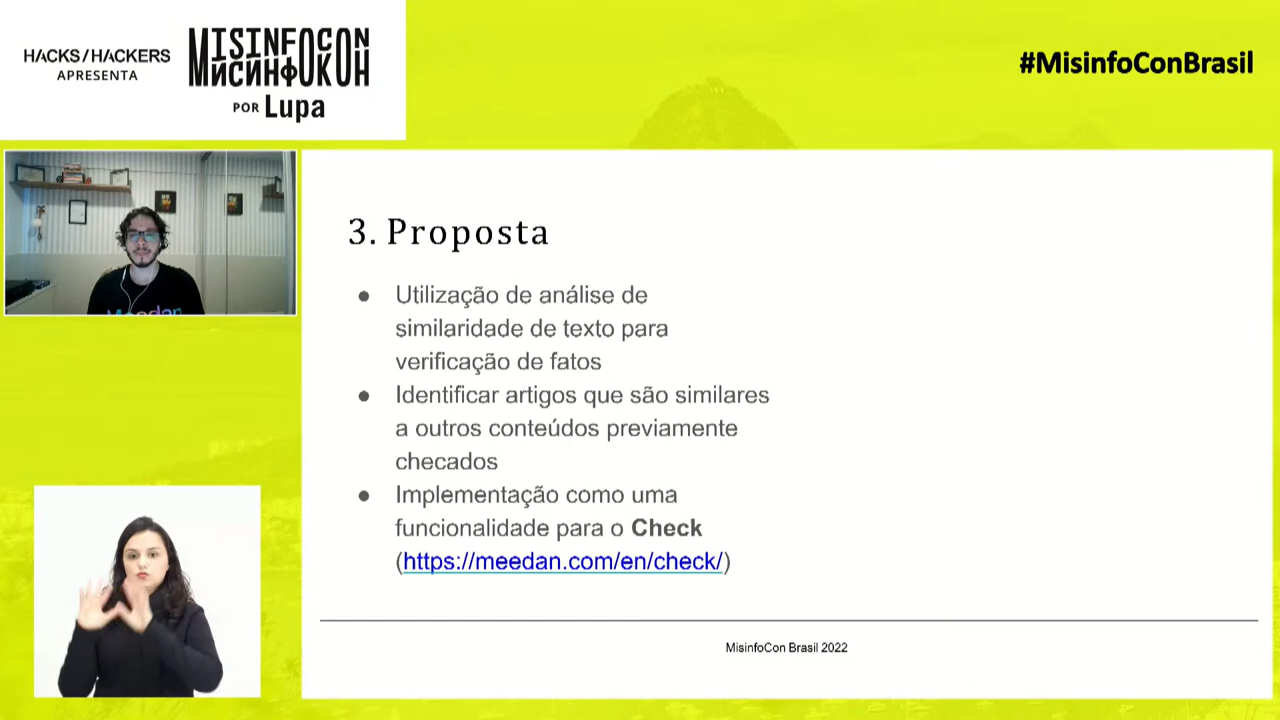 HACKS/HACKERS
APRESENTA
MISINFOCON
POR Lupa
#MisinfoConBrasil
Meedan
3. Proposta
● Utilização de análise de
similaridade de texto para
verificação de fatos
● Identificar artigos que são similares
a outros conteúdos previamente
checados
● Implementação como uma
funcionalidade para o Check
(https://meedan.com/en/check/)
MisinfoCon Brasil 2022